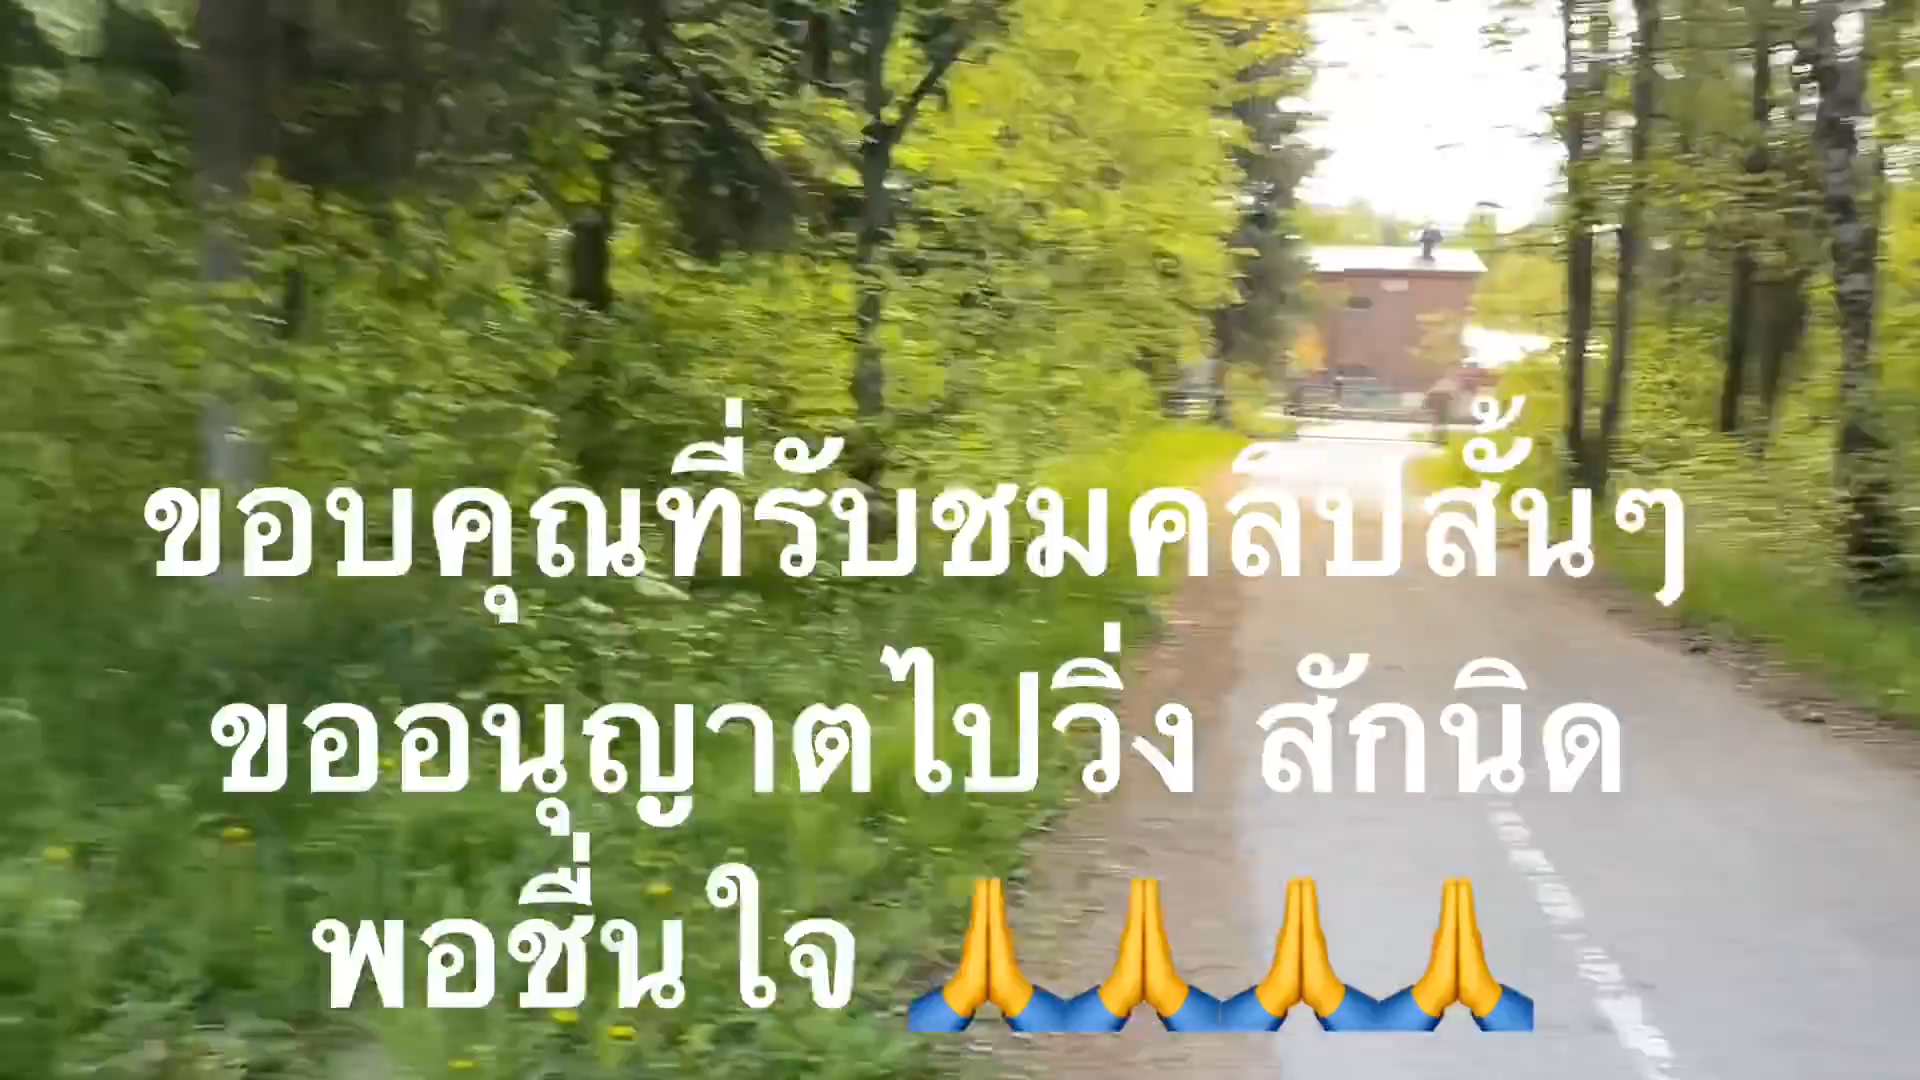 ขอบคุณที่รับชมคลิปสั้นๆ
ขออนุญาตไปวิ่ง สักนิด
พอชื่นใจ 🙏🙏🙏🙏